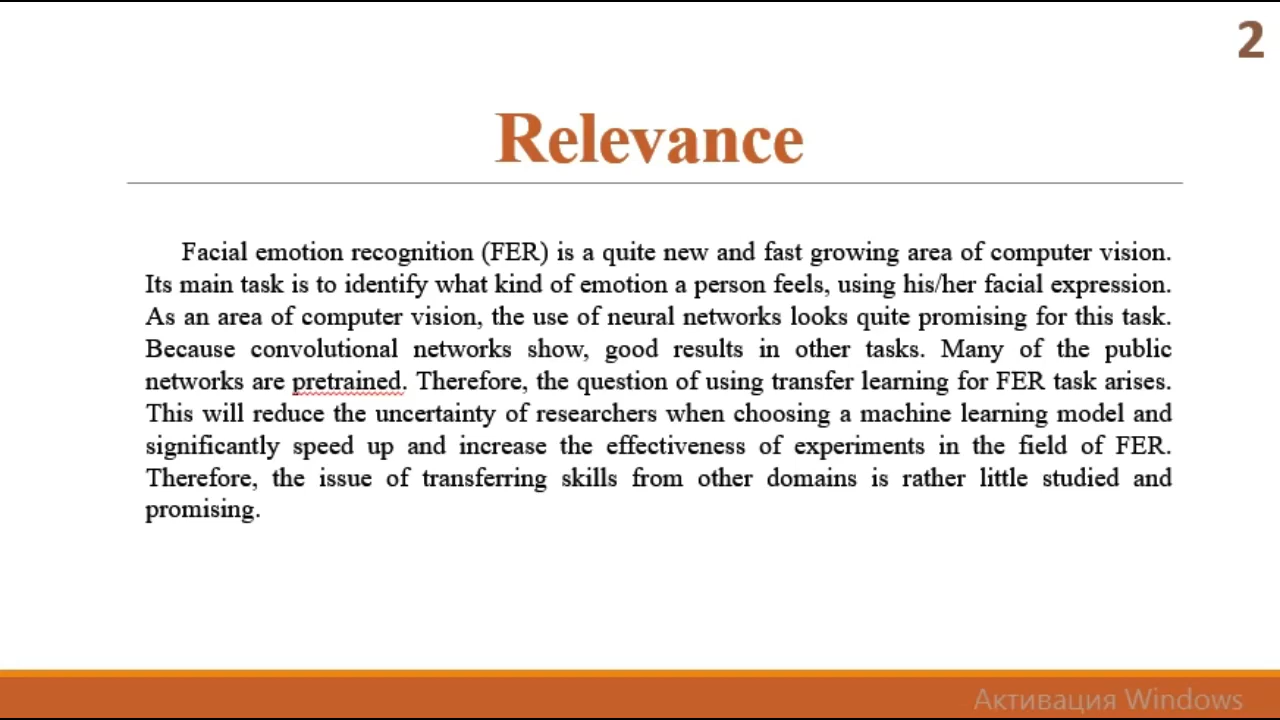 2
Relevance
Facial emotion recognition (FER) is a quite new and fast growing area of computer vision.
Its main task is to identify what kind of emotion a person feels, using his/her facial expression.
As an area of computer vision, the use of neural networks looks quite promising for this task.
Because convolutional networks show, good results in other tasks. Many of the public
networks are pretrained. Therefore, the question of using transfer learning for FER task arises.
This will reduce the uncertainty of researchers when choosing a machine learning model and
significantly speed up and increase the effectiveness of experiments in the field of FER.
Therefore, the issue of transferring skills from other domains is rather little studied and
promising.
Активация Windows